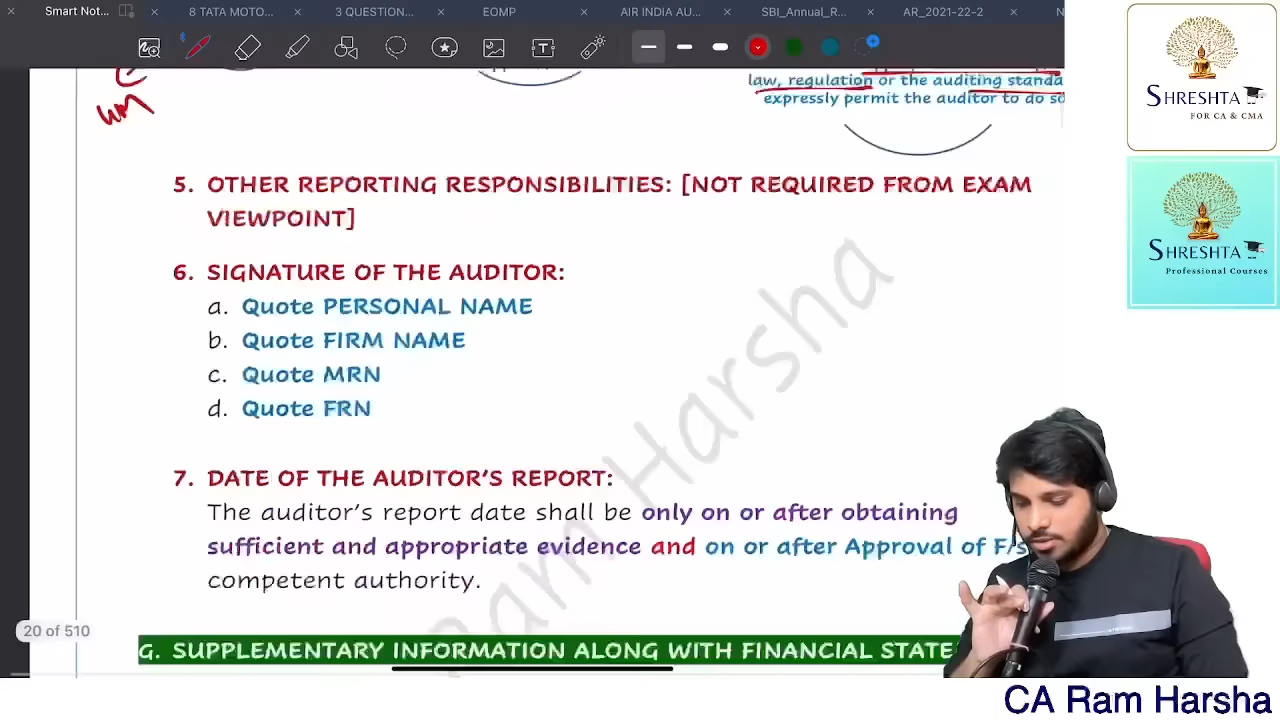 Smart Not...
8 TATA MOTO...
3 QUESTION...
EOMP
AIR INDIA AU...
SBI_Annual_R...
AR_2021-22-2
law, regulation or the auditing standa
expressly permit the auditor to do so
5. OTHER REPORTING RESPONSIBILITIES: [NOT REQUIRED FROM EXAM
VIEWPOINT]
6. SIGNATURE OF THE AUDITOR:
a. Quote PERSONAL NAME
b. Quote FIRM NAME
c. Quote MRN
d. Quote FRN
7. DATE OF THE AUDITOR'S REPORT:
The auditor's report date shall be only on or after obtaining
sufficient and appropriate evidence and on or after Approval of F/s
competent authority.
20 of 510
G. SUPPLEMENTARY INFORMATION ALONG WITH FINANCIAL STATE
Ram Harsha
SHRESHTA
FOR CA & CMA
SHRESHTA
Professional Courses
CA Ram Harsha